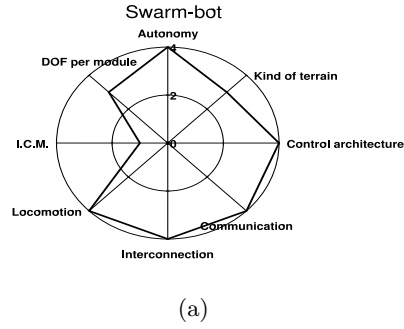 Swarm-bot
Autonomy
4
DOF per module
Kind of terrain
2
I.C.M.
0
Control architecture
Locomotion
Communication
Interconnection
(a)